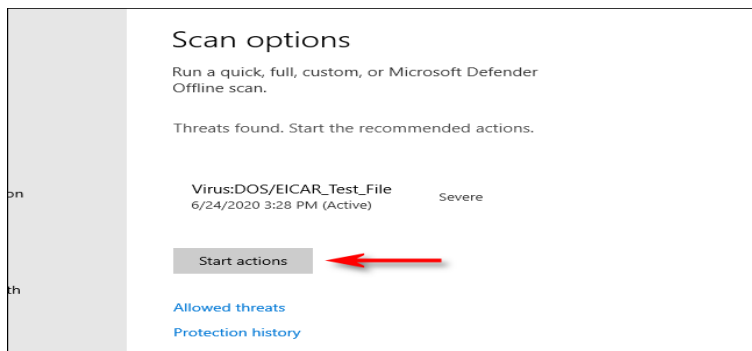 Scan options
Run a quick, full, custom, or Microsoft Defender
Offline scan.
Threats found. Start the recommended actions.
Virus:DOS/EICAR_Test_File
6/24/2020 3:28 PM (Active)
Severe
on
Start actions
th
Allowed threats
Protection history